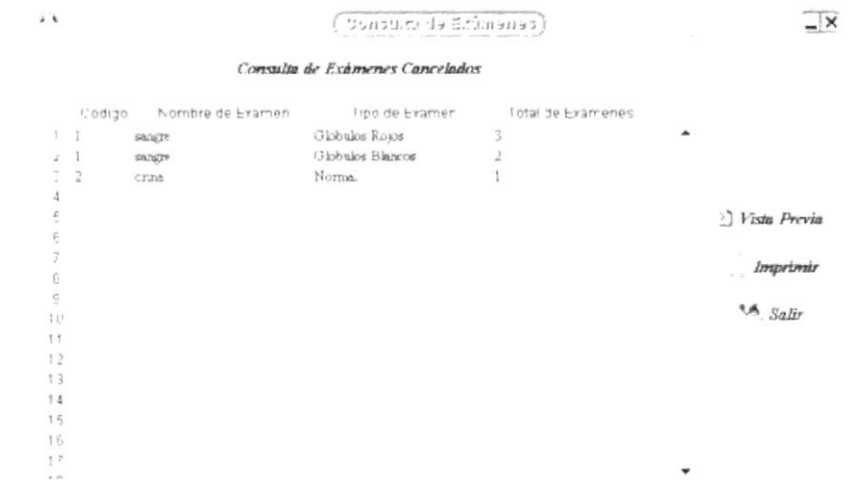 Consulta de Exámenes
Consulta de Exámenes Cancelados
Codigo Nombre de Examen Tipo de Examen Total de Examenes
1 1 sangre Globulos Rojos 3
2 1 sangre Globulos Blancos 2
3 2 Normal 1
4
5
6
7
8
9
10
11
12
13
14
15
16
17
Vista Previa
Imprimir
Salir